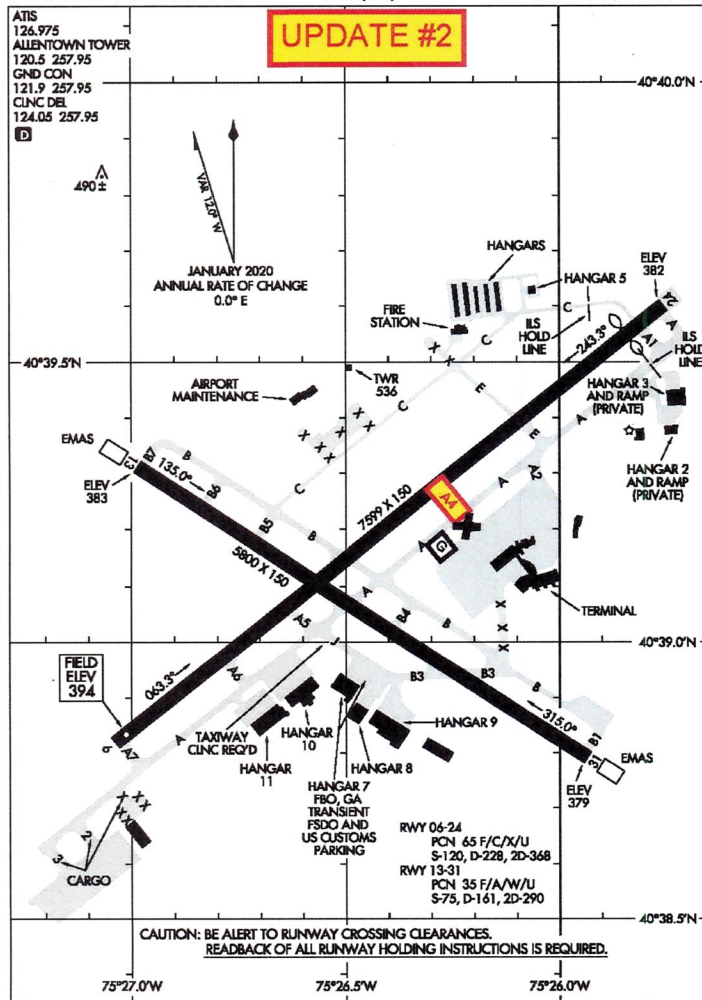 ATIS
126.975
ALLENTOWN TOWER
120.5 257.95
GND CON
121.9 257.95
CLNC DEL
124.05 257.95
D
UPDATE #2
40°40.0'N
490 ±
VAR 12.0° W
JANUARY 2020
ANNUAL RATE OF CHANGE
0.0° E
HANGARS
HANGAR 5
ELEV
382
24
C
ILS
HOLD
LINE
A
A1
ILS
HOLD
LINE
243.3°
FIRE
STATION
C
X
X
40°39.5'N
TWR
536
E
HANGAR 3
AND RAMP
(PRIVATE)
AIRPORT
MAINTENANCE
C
X
X
X
X
X
X
E
A
HANGAR 2
AND RAMP
(PRIVATE)
EMAS
13
B7
B
135.0°
B6
ELEV
383
C
7599 X 150
A4
A
A2
B5
B
A
G
X
5800 X 150
TERMINAL
A
A5
B4
B
X
X
X
X
J
40°39.0'N
FIELD
ELEV
394
063.3°
A6
B3
B3
B
315.0°
B1
31
EMAS
ELEV
379
6
A7
A
TAXIWAY
CLNC REQ'D
HANGAR
10
HANGAR
11
HANGAR 9
HANGAR 8
HANGAR 7
FBO, GA
TRANSIENT
FSDO AND
US CUSTOMS
PARKING
X
X
X
X
X
2
3
CARGO
RWY 06-24
PCN 65 F/C/X/U
S-120, D-228, 2D-368
RWY 13-31
PCN 35 F/A/W/U
S-75, D-161, 2D-290
40°38.5'N
CAUTION: BE ALERT TO RUNWAY CROSSING CLEARANCES.
READBACK OF ALL RUNWAY HOLDING INSTRUCTIONS IS REQUIRED.
75°27.0'W
75°26.5'W
75°26.0'W